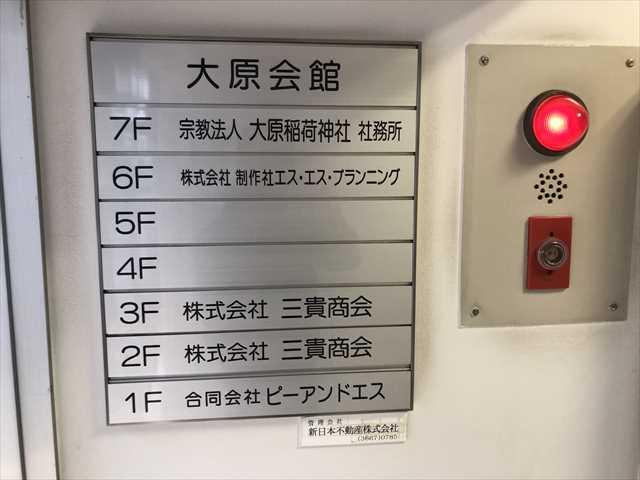 大原会館
7F 宗教法人 大原稲荷神社 社務所
6F 株式会社 制作社エス・エス・プランニング
5F
4F
3F 株式会社 三貴商会
2F 株式会社 三貴商会
1F 合同会社 ピーアンドエス
管理会社
新日本不動産株式会社
(3667)0785